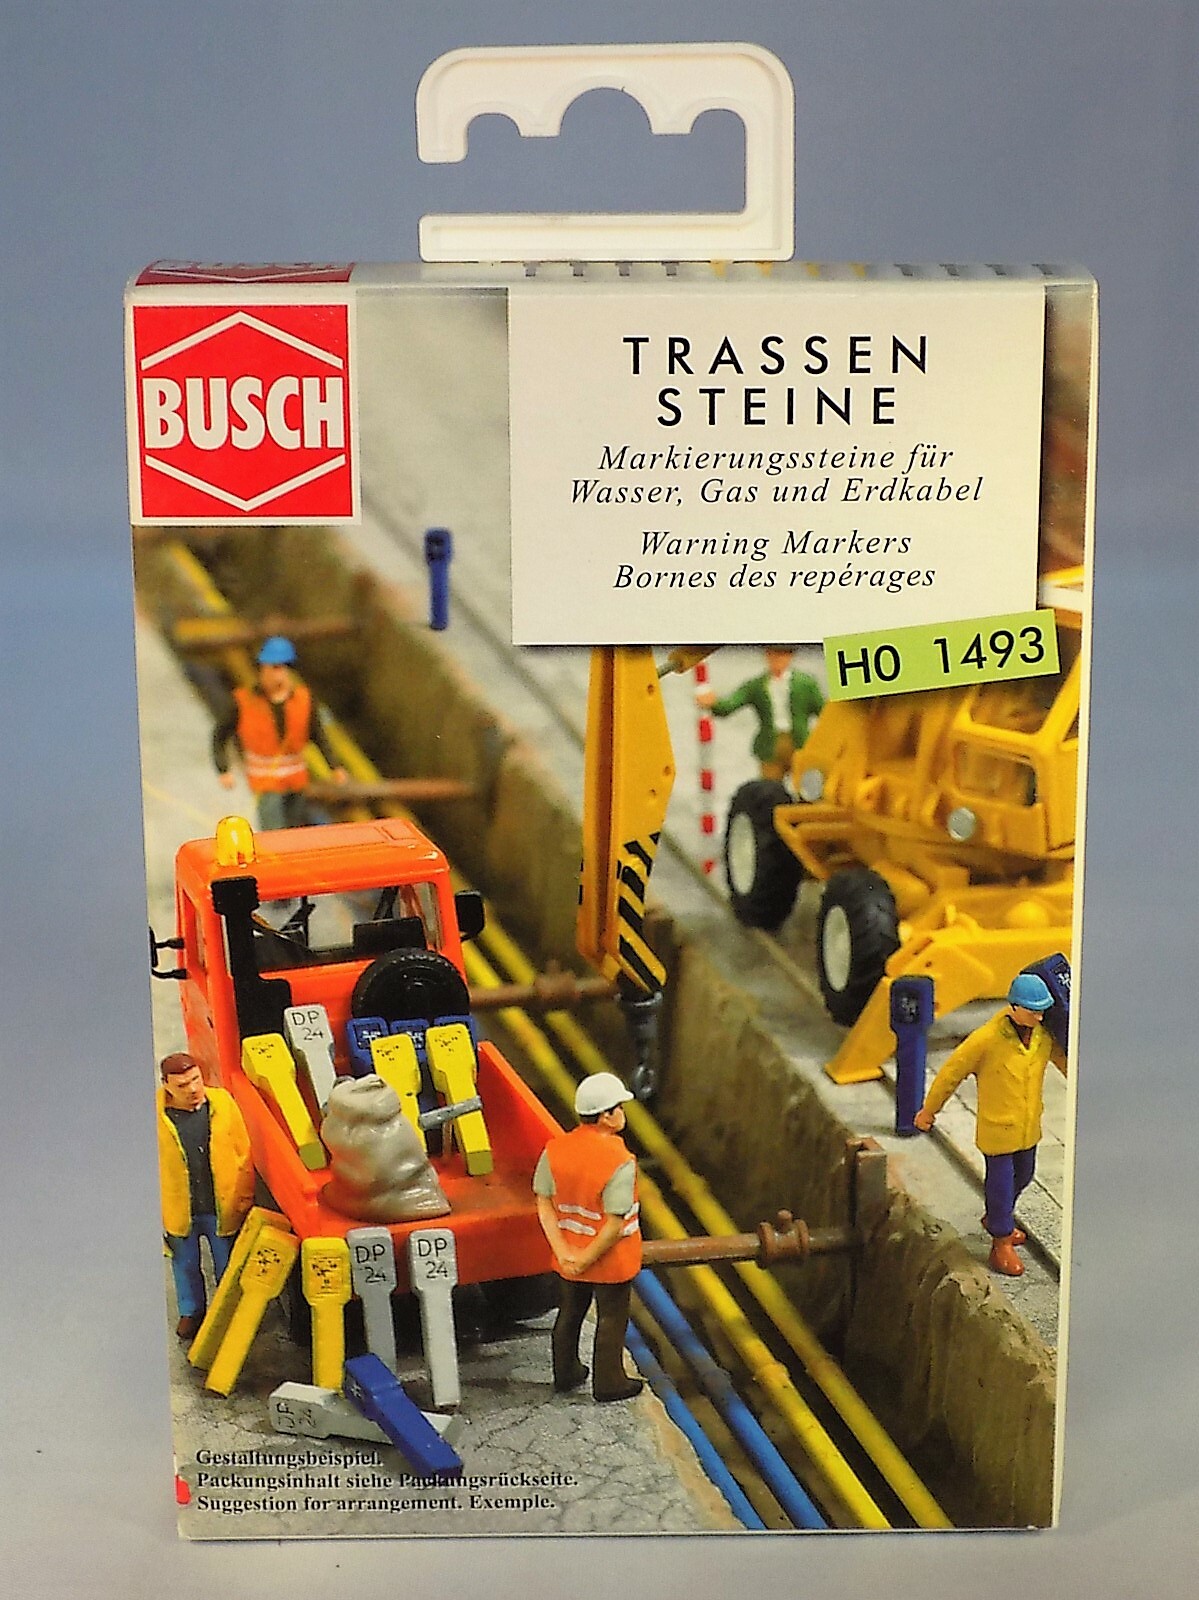 BUSCH
TRASSEN
STEINE
Markierungssteine für
Wasser, Gas und Erdkabel
Warning Markers
Bornes des repérages
H0 1493
DP
24
DP
24
DP
24
Gestaltungsbeispiel.
Packungsinhalt siehe Packungsrückseite.
Suggestion for arrangement. Exemple.